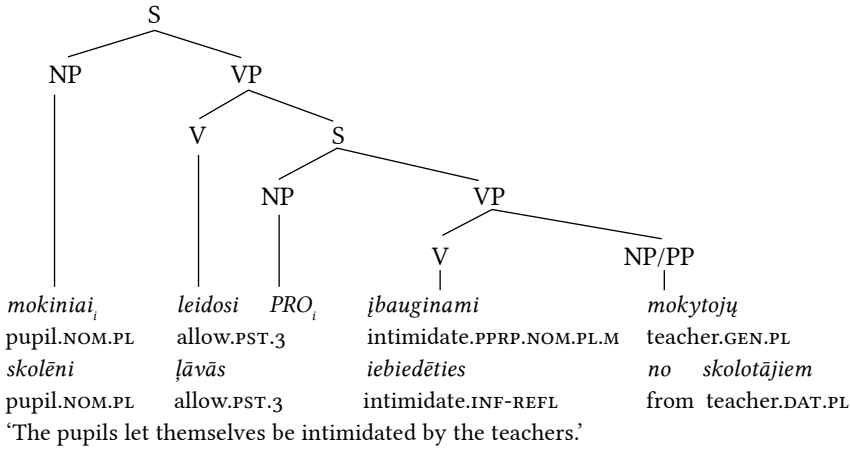 S
NP VP
V S
NP VP
V NP/PP
mokiniaiᵢ leidosi PROᵢ įbauginami mokytojų
pupil.NOM.PL allow.PST.3 intimidate.PPRP.NOM.PL.M teacher.GEN.PL
skolēni ļāvās iebiedēties no skolotājiem
pupil.NOM.PL allow.PST.3 intimidate.INF-REFL from teacher.DAT.PL
‘The pupils let themselves be intimidated by the teachers.’